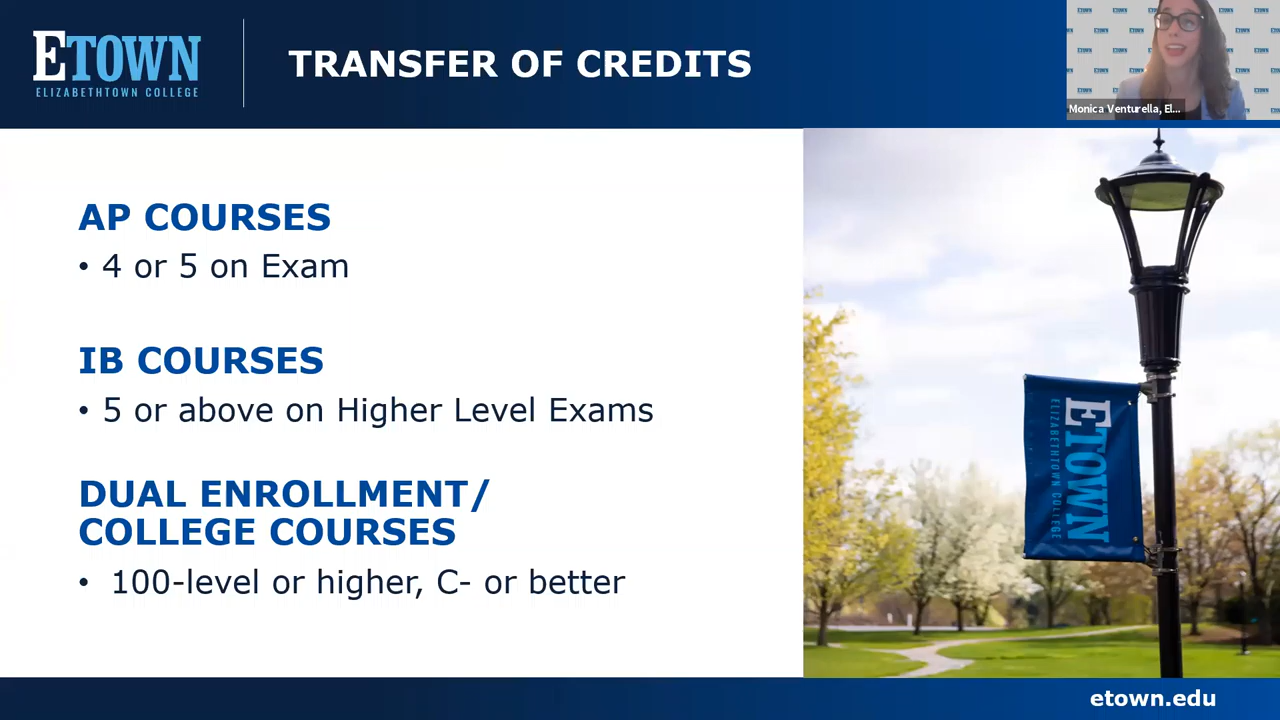 ETOWN
ELIZABETHTOWN COLLEGE
TRANSFER OF CREDITS
Monica Venturella, El...
AP COURSES
• 4 or 5 on Exam
IB COURSES
• 5 or above on Higher Level Exams
DUAL ENROLLMENT/
COLLEGE COURSES
• 100-level or higher, C- or better
ETOWN
ELIZABETHTOWN COLLEGE
etown.edu